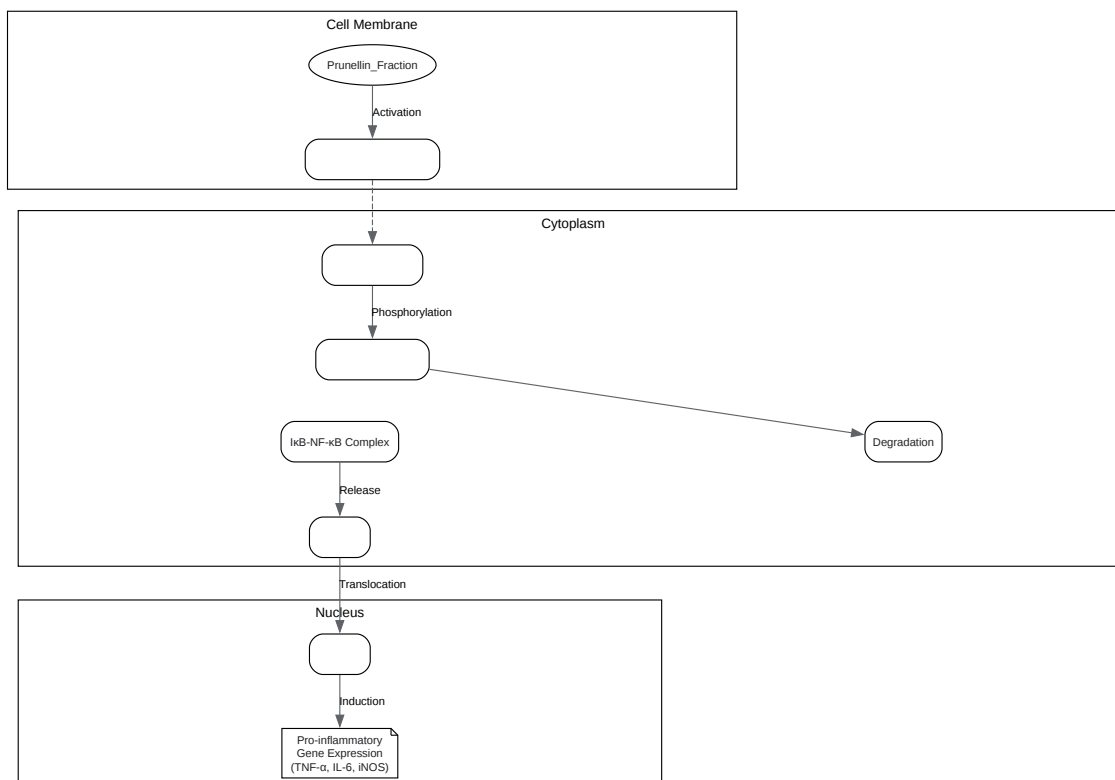 Cell Membrane
Prunellin_Fraction
Activation
Cytoplasm
Phosphorylation
IκB-NF-κB Complex
Degradation
Release
Translocation
Nucleus
Induction
Pro-inflammatory
Gene Expression
(TNF-α, IL-6, iNOS)